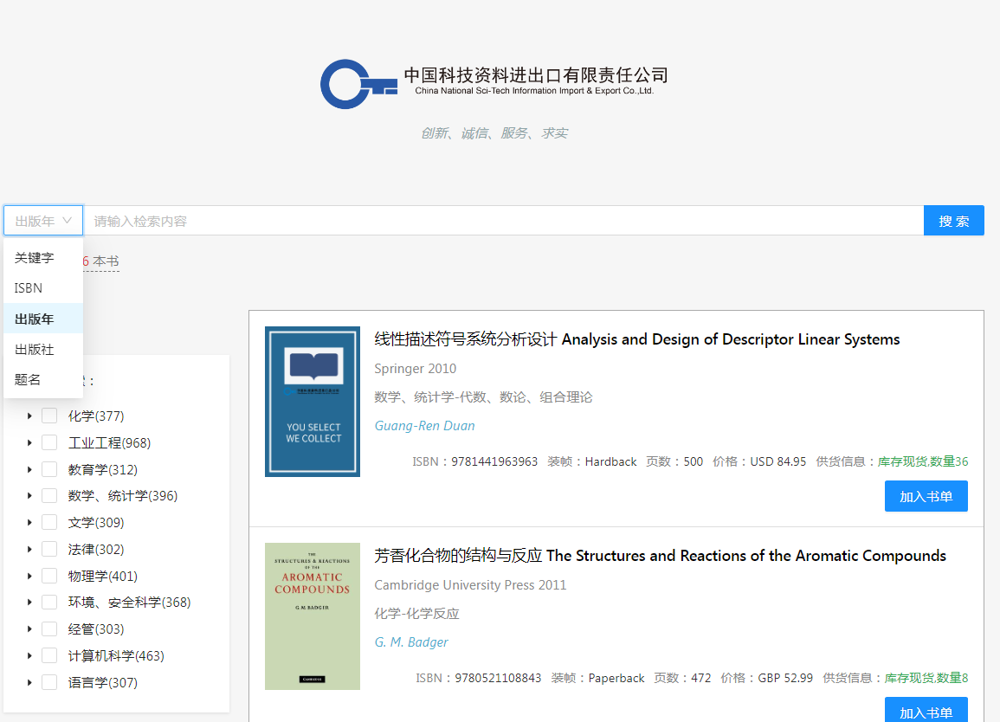 中国科技资料进出口有限责任公司
China National Sci-Tech Information Import & Export Co.,Ltd.
创新、诚信、服务、求实
出版年
请输入检索内容
搜 索
关键字
ISBN
出版年
出版社
题名
6 本书
:
化学(377)
工业工程(968)
教育学(312)
数学、统计学(396)
文学(309)
法律(302)
物理学(401)
环境、安全科学(368)
经管(303)
计算机科学(463)
语言学(307)
YOU SELECT
WE COLLECT
线性描述符号系统分析设计 Analysis and Design of Descriptor Linear Systems
Springer 2010
数学、统计学-代数、数论、组合理论
Guang-Ren Duan
ISBN：9781441963963 装帧：Hardback 页数：500 价格：USD 84.95 供货信息：库存现货,数量36
加入书单
THE
STRUCTURES & REACTIONS
OF THE
AROMATIC
COMPOUNDS
G.M.BADGER
CAMBRIDGE
芳香化合物的结构与反应 The Structures and Reactions of the Aromatic Compounds
Cambridge University Press 2011
化学-化学反应
G. M. Badger
ISBN：9780521108843 装帧：Paperback 页数：472 价格：GBP 52.99 供货信息：库存现货,数量8
加入书单